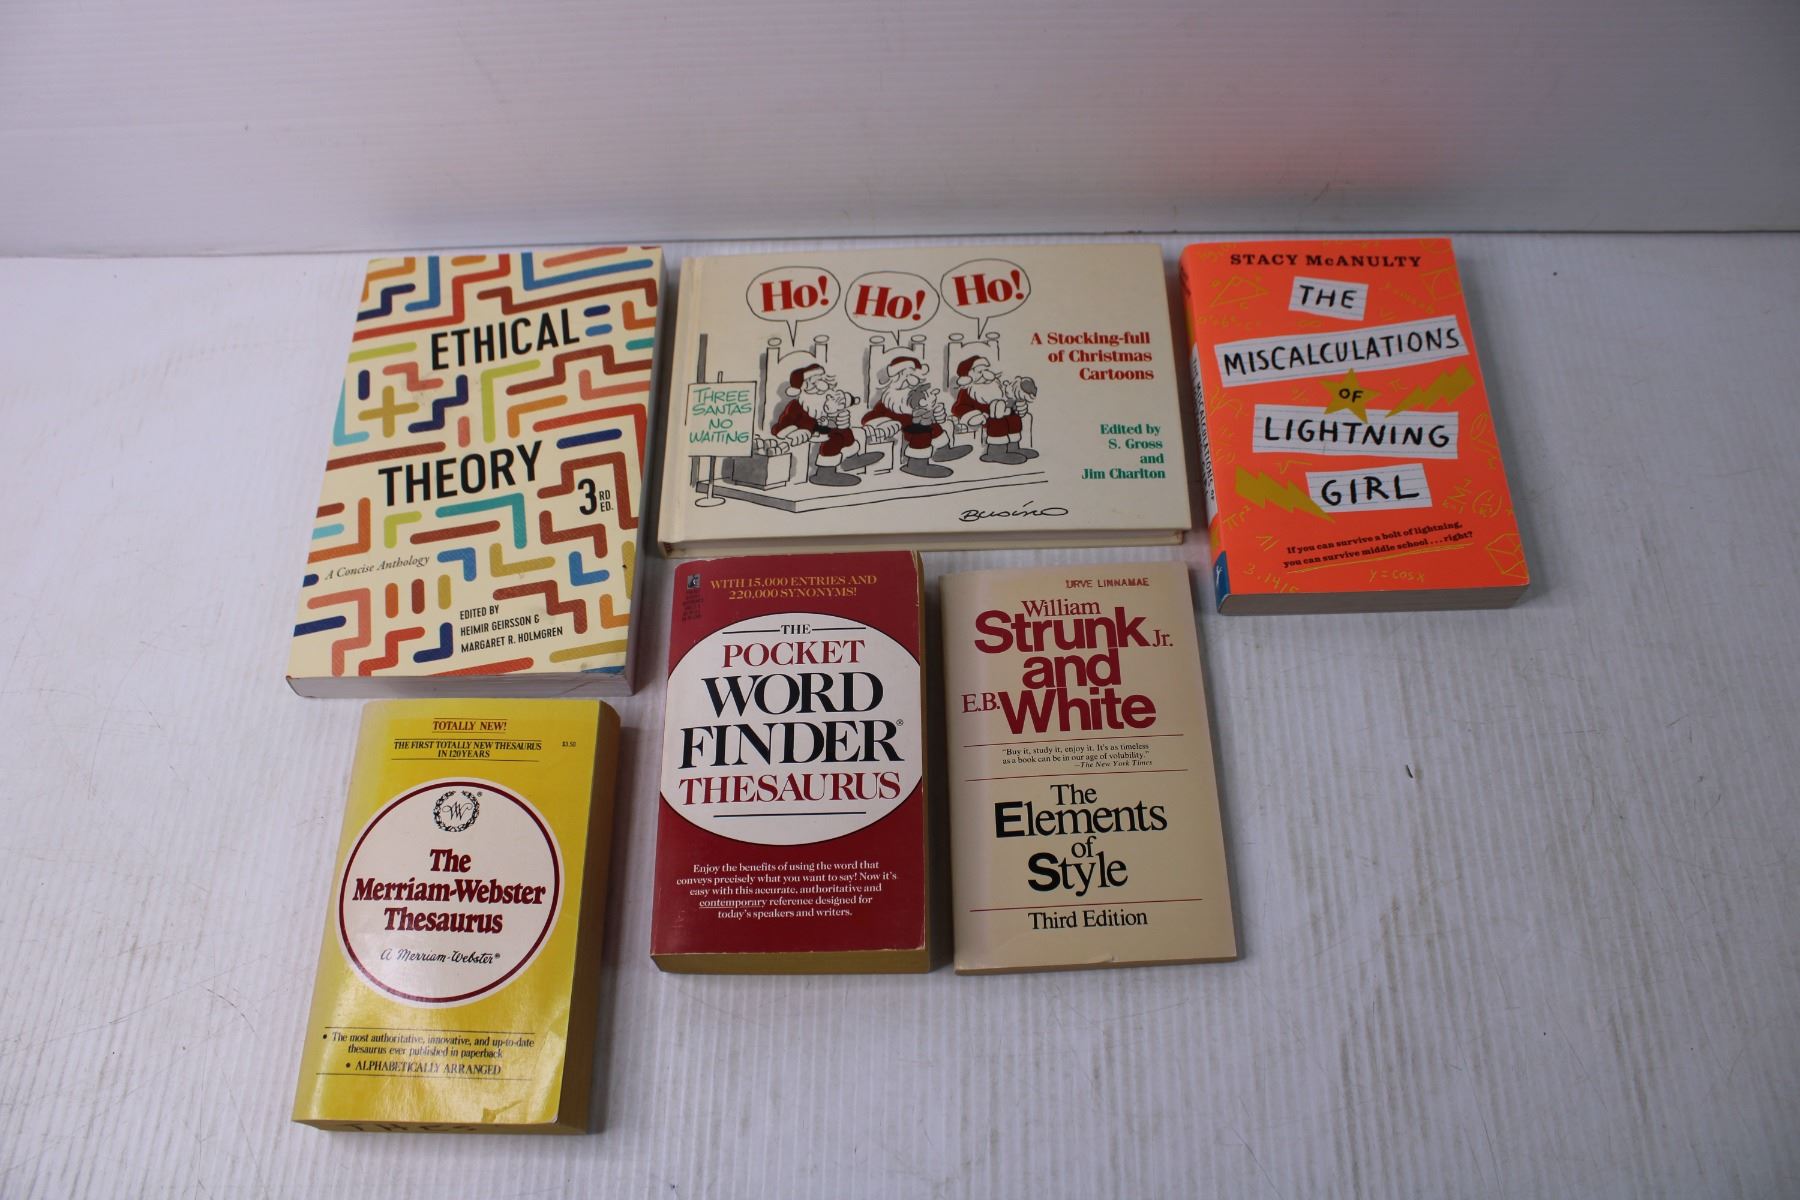 ETHICAL
THEORY
3RD
ED.
A Concise Anthology
EDITED BY
HEIMIR GEIRSSON &
MARGARET R. HOLMGREN
Ho! Ho! Ho!
A Stocking-full
of Christmas
Cartoons
THREE
SANTAS
NO
WAITING
Edited by
S. Gross
and
Jim Charlton
STACY McANULTY
THE
MISCALCULATIONS
OF
LIGHTNING
GIRL
If you can survive a bolt of lightning,
you can survive middle school . . . right?
3.1415
y=cosx
TOTALLY NEW!
THE FIRST TOTALLY NEW THESAURUS
IN 120 YEARS
$3.50
The
Merriam-Webster
Thesaurus
A Merriam-Webster®
• The most authoritative, innovative, and up-to-date
thesaurus ever published in paperback
• ALPHABETICALLY ARRANGED
THES
WITH 15,000 ENTRIES AND
220,000 SYNONYMS!
THE
POCKET
WORD
FINDER®
THESAURUS
Enjoy the benefits of using the word that
conveys precisely what you want to say! Now it's
easy with this accurate, authoritative and
contemporary reference designed for
today's speakers and writers.
URVE LINNAMAE
William
Strunk Jr.
and
E.B. White
"Buy it, study it, enjoy it. It's as timeless
as a book can be in our age of volubility."
—The New York Times
The
Elements
of
Style
Third Edition